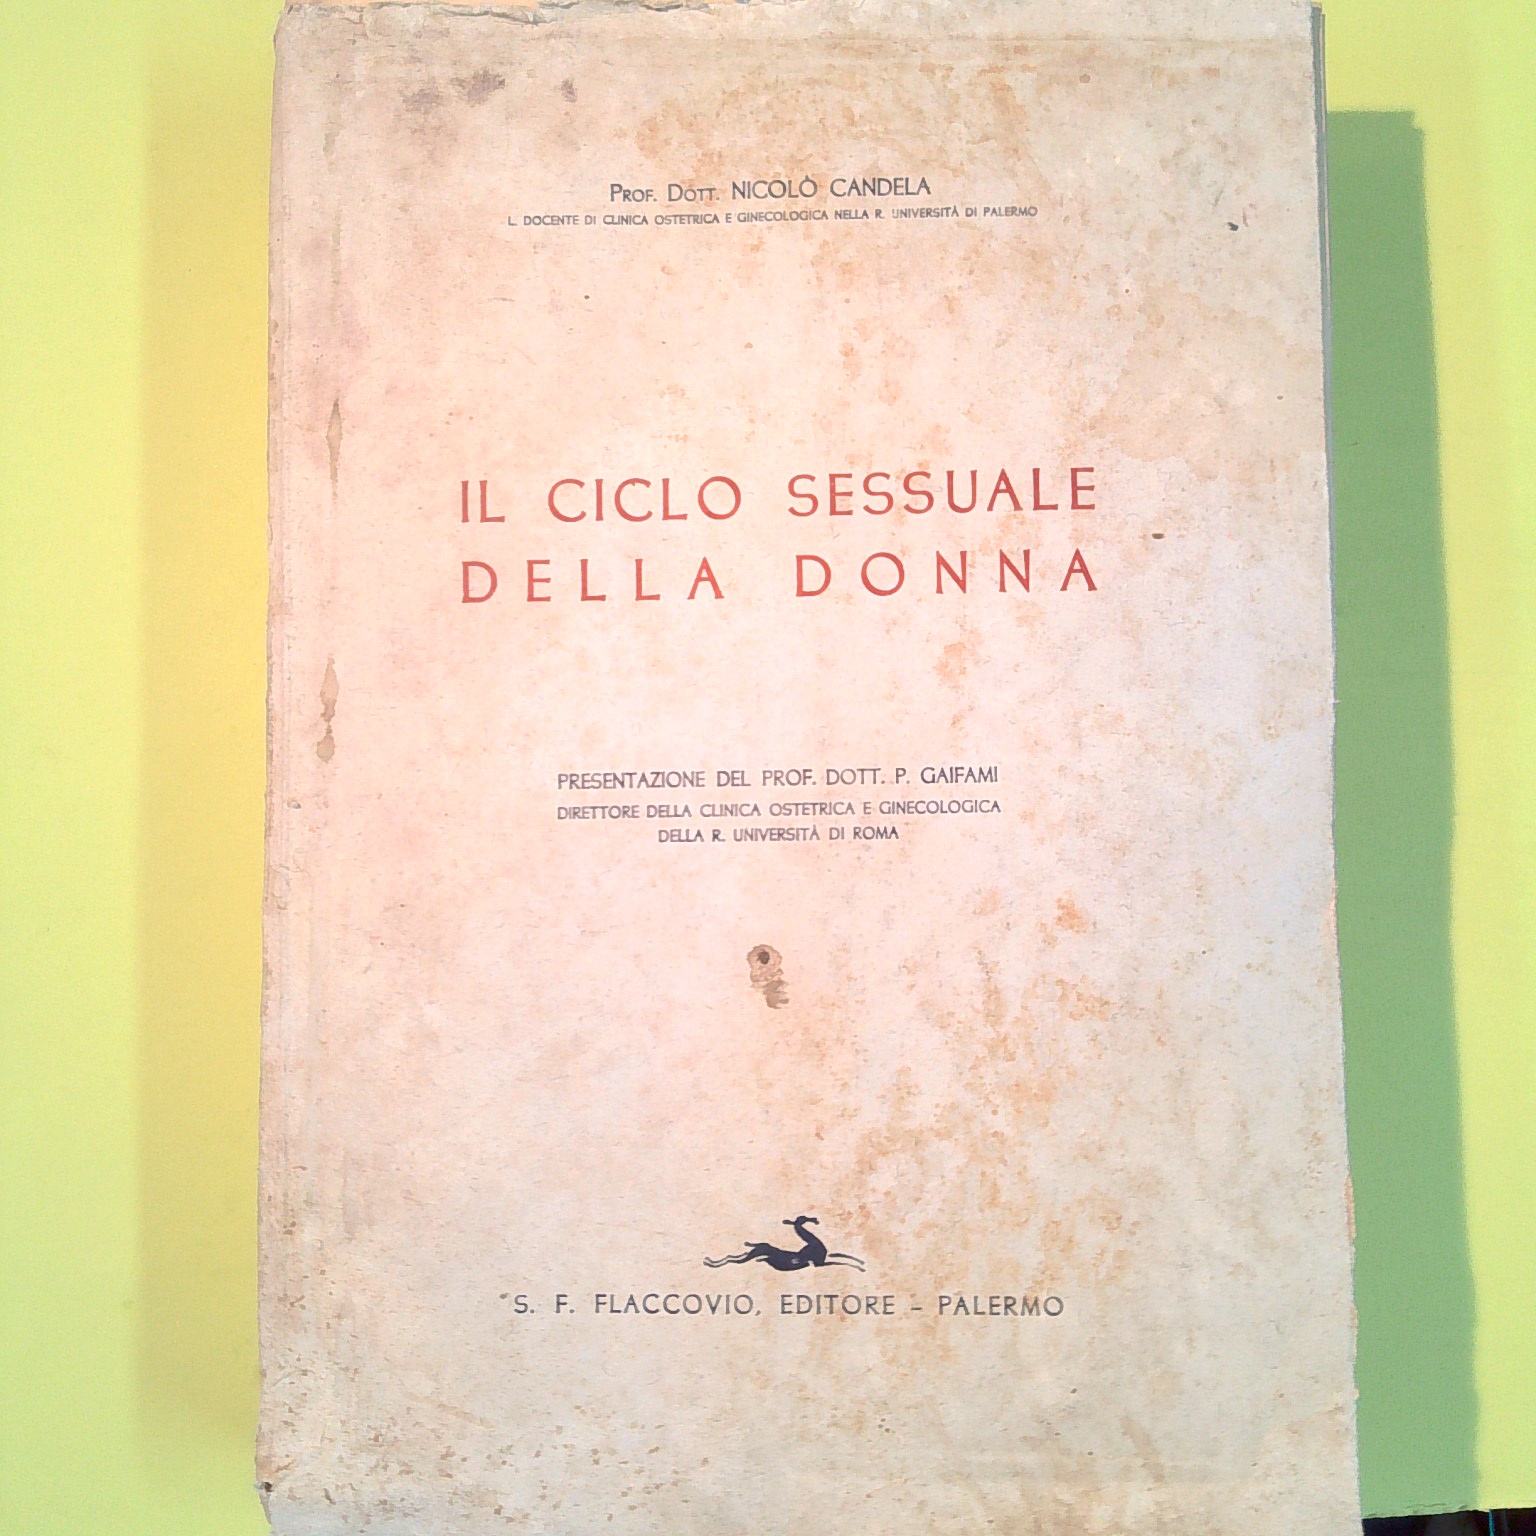 PROF. DOTT. NICOLÒ CANDELA
L. DOCENTE DI CLINICA OSTETRICA E GINECOLOGICA NELLA R. UNIVERSITÀ DI PALERMO
IL CICLO SESSUALE
DELLA DONNA
PRESENTAZIONE DEL PROF. DOTT. P. GAIFAMI
DIRETTORE DELLA CLINICA OSTETRICA E GINECOLOGICA
DELLA R. UNIVERSITÀ DI ROMA
S. F. FLACCOVIO, EDITORE - PALERMO